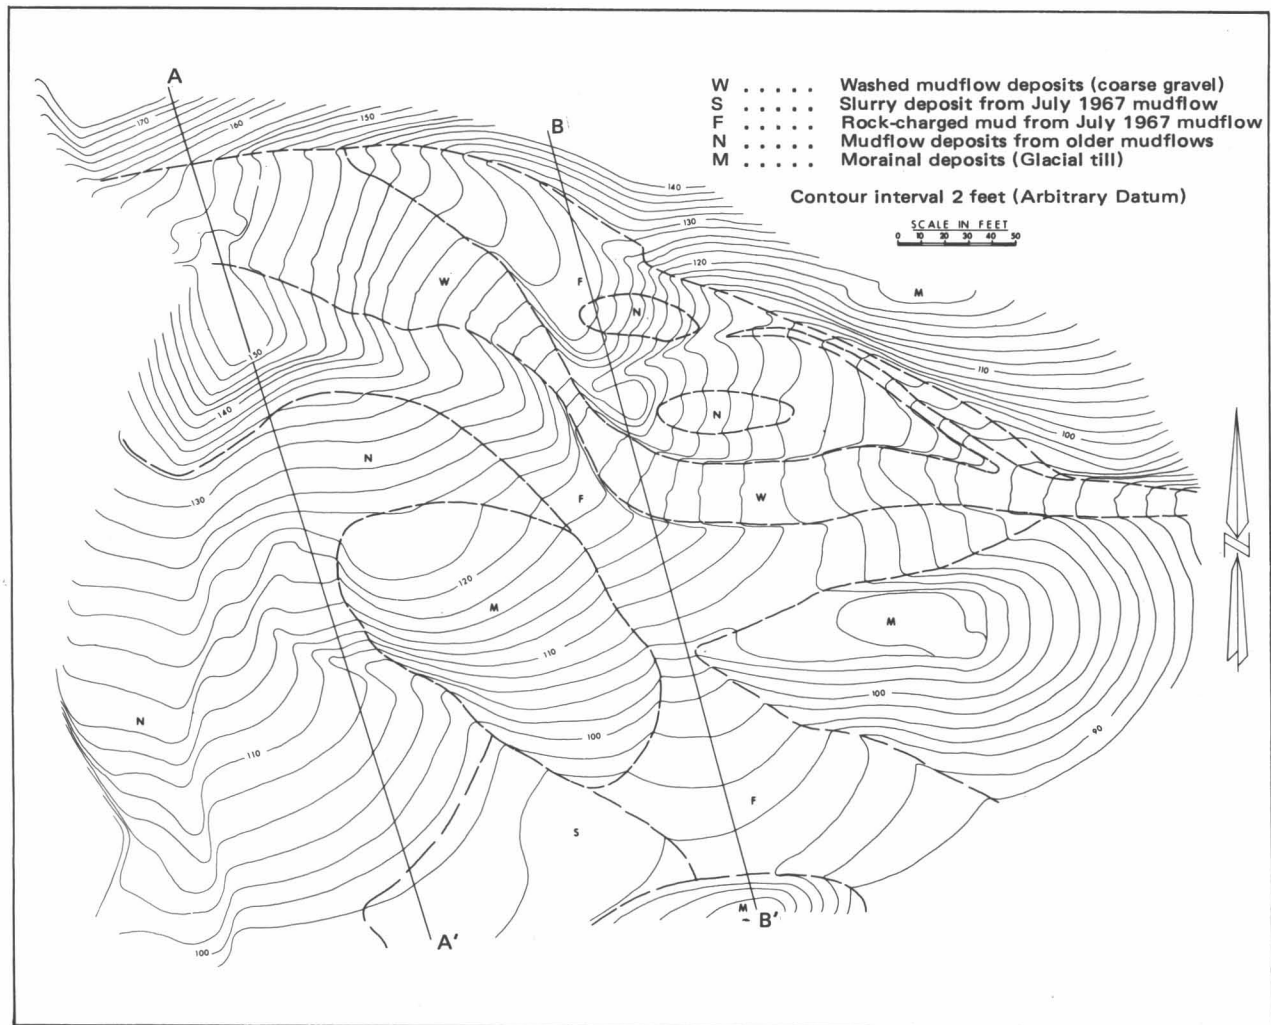 A
W . . . . . Washed mudflow deposits (coarse gravel)
S . . . . . Slurry deposit from July 1967 mudflow
F . . . . . Rock-charged mud from July 1967 mudflow
N . . . . . Mudflow deposits from older mudflows
M . . . . . Morainal deposits (Glacial till)
170
160
150
B
140
Contour interval 2 feet (Arbitrary Datum)
130
SCALE IN FEET
0 10 20 30 40 50
120
W
F
M
N
150
110
140
N
100
N
130
F
W
N
120
M
M
110
100
N
100
90
110
F
S
M
B'
A'
100